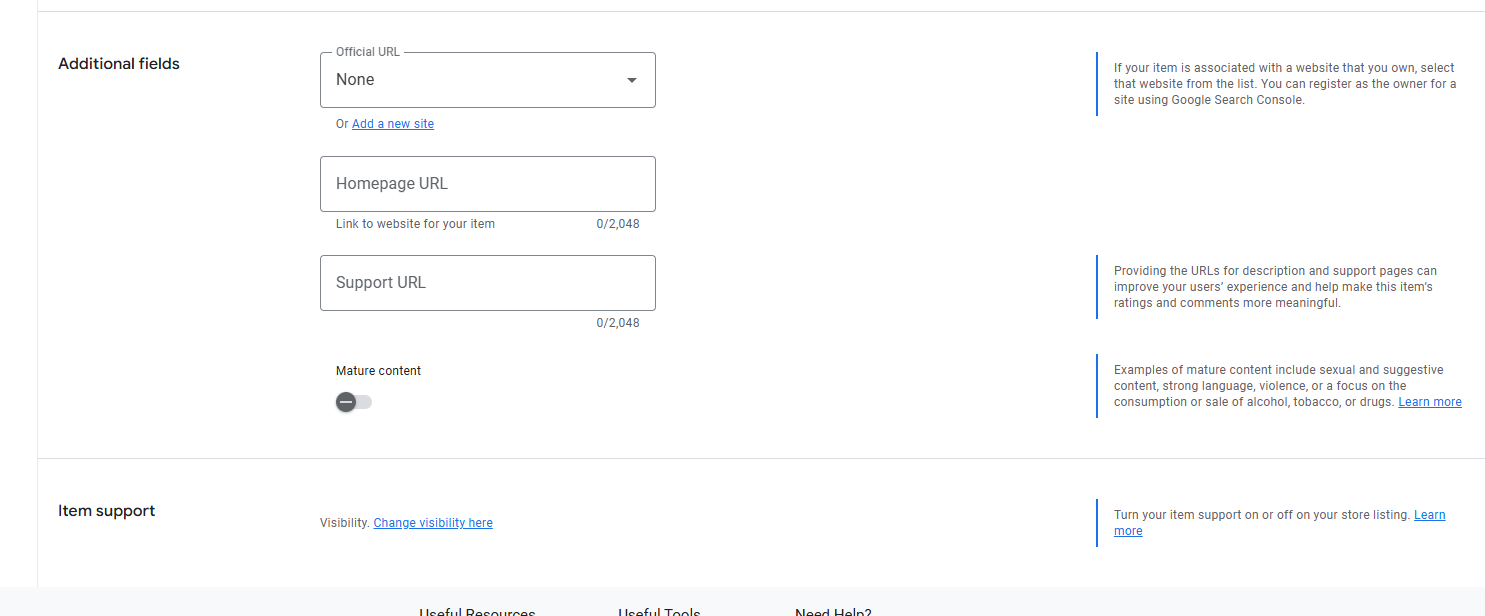 Additional fields
Official URL
None
Or Add a new site
If your item is associated with a website that you own, select
that website from the list. You can register as the owner for a
site using Google Search Console.
Homepage URL
Link to website for your item 0/2,048
Support URL
0/2,048
Providing the URLs for description and support pages can
improve your users’ experience and help make this item’s
ratings and comments more meaningful.
Mature content
Examples of mature content include sexual and suggestive
content, strong language, violence, or a focus on the
consumption or sale of alcohol, tobacco, or drugs. Learn more
Item support
Visibility. Change visibility here
Turn your item support on or off on your store listing. Learn
more
Useful Resources Useful Tools Need Help?